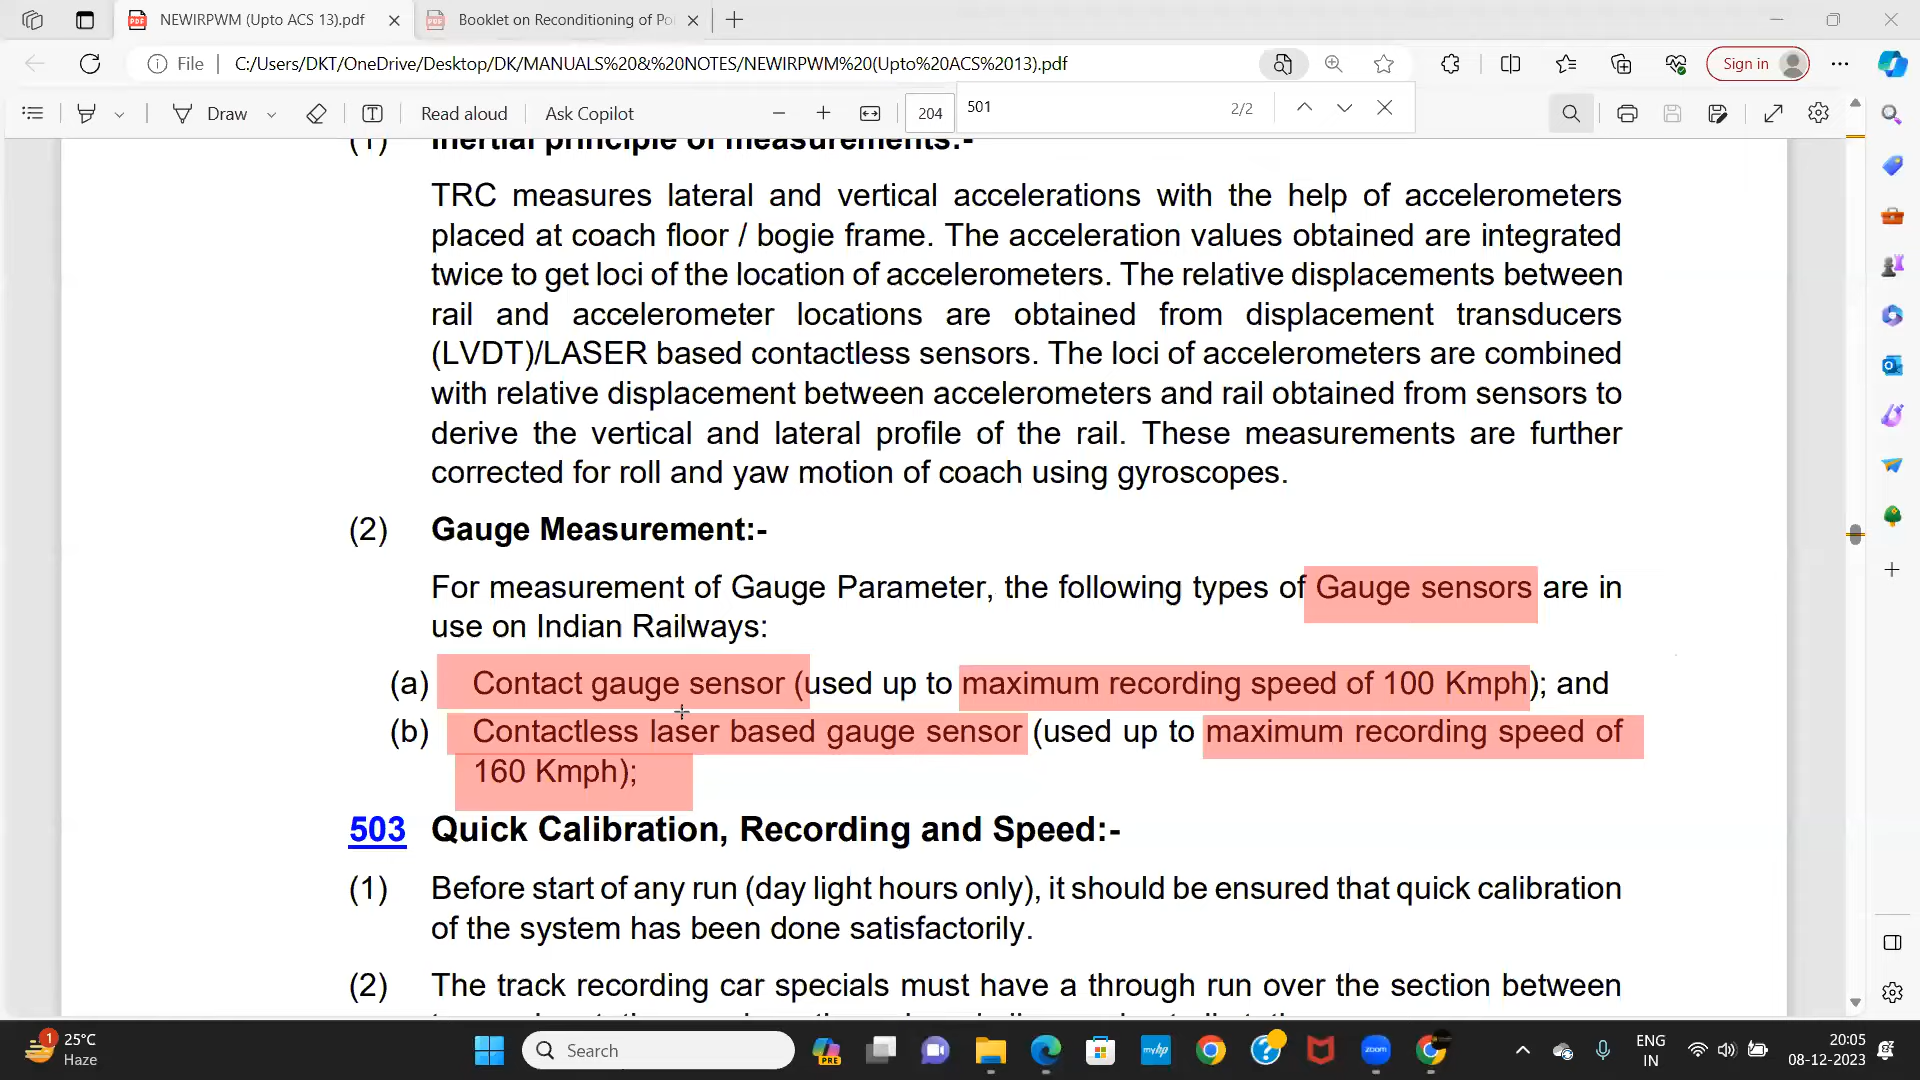 NEWIRPWM (Upto ACS 13).pdf
Booklet on Reconditioning of Po
File
C:/Users/DKT/OneDrive/Desktop/DK/MANUALS%20&%20NOTES/NEWIRPWM%20(Upto%20ACS%2013).pdf
Sign in
Draw
Read aloud
Ask Copilot
204
501
2/2
(1) Inertial principle of measurements:-
TRC measures lateral and vertical accelerations with the help of accelerometers
placed at coach floor / bogie frame. The acceleration values obtained are integrated
twice to get loci of the location of accelerometers. The relative displacements between
rail and accelerometer locations are obtained from displacement transducers
(LVDT)/LASER based contactless sensors. The loci of accelerometers are combined
with relative displacement between accelerometers and rail obtained from sensors to
derive the vertical and lateral profile of the rail. These measurements are further
corrected for roll and yaw motion of coach using gyroscopes.
(2) Gauge Measurement:-
For measurement of Gauge Parameter, the following types of Gauge sensors are in
use on Indian Railways:
(a) Contact gauge sensor (used up to maximum recording speed of 100 Kmph); and
(b) Contactless laser based gauge sensor (used up to maximum recording speed of
160 Kmph);
503 Quick Calibration, Recording and Speed:-
(1) Before start of any run (day light hours only), it should be ensured that quick calibration
of the system has been done satisfactorily.
(2) The track recording car specials must have a through run over the section between
1
25°C
Haze
Search
PRE
myhp
zoom
ENG
IN
20:05
08-12-2023